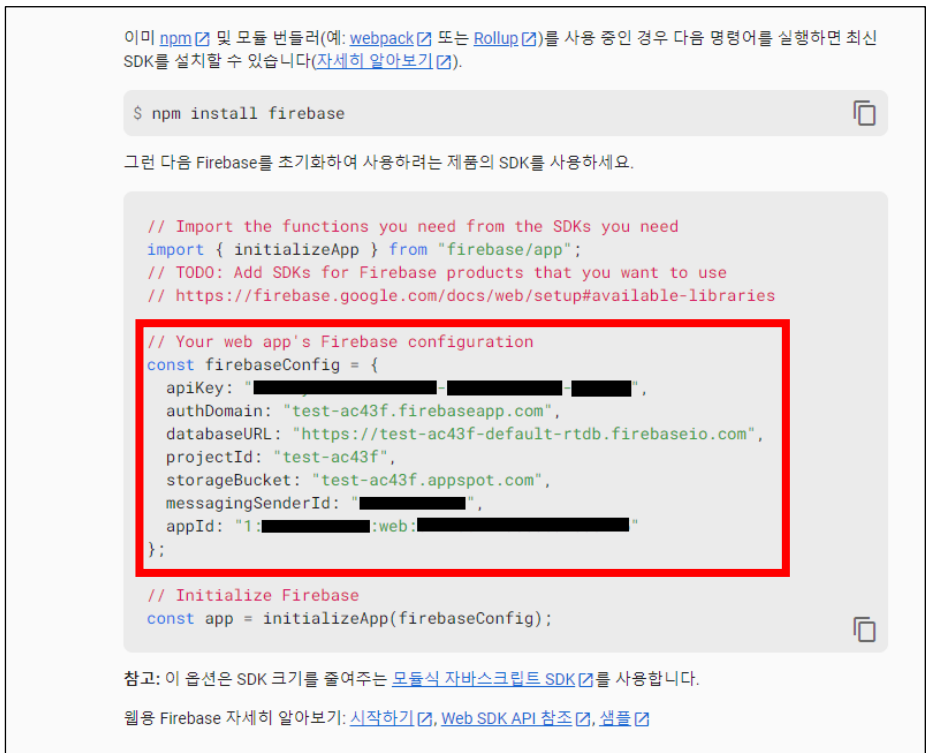 이미 npm 및 모듈 번들러(예: webpack 또는 Rollup)를 사용 중인 경우 다음 명령어를 실행하면 최신
SDK를 설치할 수 있습니다(자세히 알아보기).
$ npm install firebase
그런 다음 Firebase를 초기화하여 사용하려는 제품의 SDK를 사용하세요.
// Import the functions you need from the SDKs you need
import { initializeApp } from "firebase/app";
// TODO: Add SDKs for Firebase products that you want to use
// https://firebase.google.com/docs/web/setup#available-libraries
// Your web app's Firebase configuration
const firebaseConfig = {
apiKey: "--",
authDomain: "test-ac43f.firebaseapp.com",
databaseURL: "https://test-ac43f-default-rtdb.firebaseio.com",
projectId: "test-ac43f",
storageBucket: "test-ac43f.appspot.com",
messagingSenderId: "",
appId: "1::web:"
};
// Initialize Firebase
const app = initializeApp(firebaseConfig);
참고: 이 옵션은 SDK 크기를 줄여주는 모듈식 자바스크립트 SDK를 사용합니다.
웹용 Firebase 자세히 알아보기: 시작하기, Web SDK API 참조, 샘플